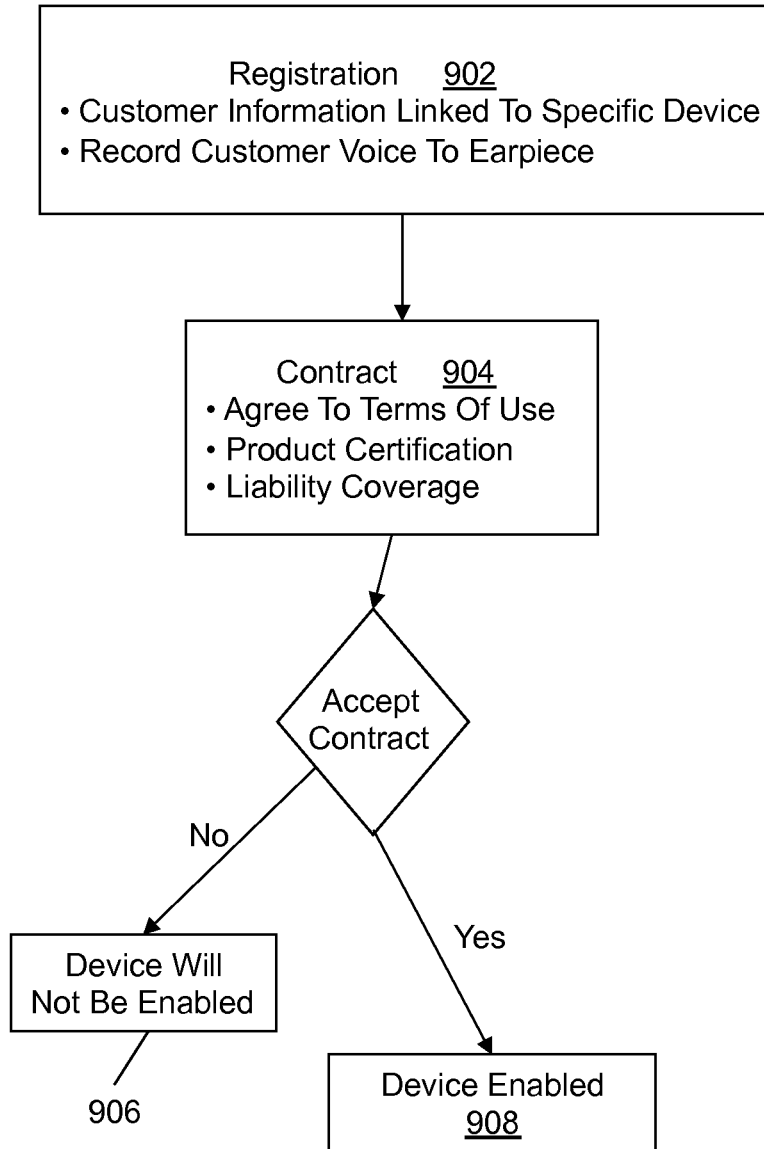 Registration 902
• Customer Information Linked To Specific Device
• Record Customer Voice To Earpiece
Contract 904
• Agree To Terms Of Use
• Product Certification
• Liability Coverage
Accept
Contract
No
Yes
Device Will
Not Be Enabled
906
Device Enabled
908